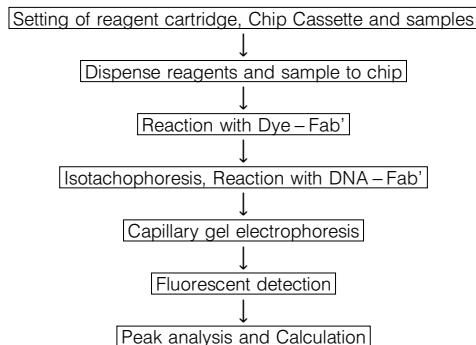 Setting of reagent cartridge, Chip Cassette and samples
Dispense reagents and sample to chip
Reaction with Dye – Fab'
Isotachophoresis, Reaction with DNA – Fab'
Capillary gel electrophoresis
Fluorescent detection
Peak analysis and Calculation